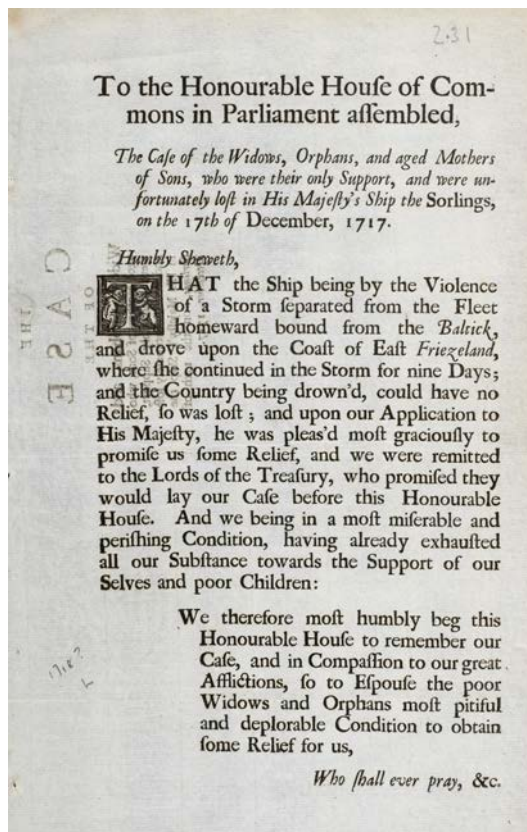 2.31
To the Honourable Houſe of Com-
mons in Parliament aſſembled,
The Caſe of the Widows, Orphans, and aged Mothers
of Sons, who were their only Support, and were un-
fortunately loſt in His Majeſty's Ship the Sorlings,
on the 17th of December, 1717.
Humbly Sheweth,
THAT the Ship being by the Violence
of a Storm ſeparated from the Fleet
homeward bound from the Baltick,
and drove upon the Coaſt of Eaſt Friezeland,
where ſhe continued in the Storm for nine Days;
and the Country being drown'd, could have no
Relief, ſo was loſt; and upon our Application to
His Majeſty, he was pleas'd moſt graciouſly to
promiſe us ſome Relief, and we were remitted
to the Lords of the Treaſury, who promiſed they
would lay our Caſe before this Honourable
Houſe. And we being in a moſt miſerable and
periſhing Condition, having already exhauſted
all our Subſtance towards the Support of our
Selves and poor Children:
We therefore moſt humbly beg this
Honourable Houſe to remember our
Caſe, and in Compaſſion to our great
Afflictions, ſo to Eſpouſe the poor
Widows and Orphans moſt pitiful
and deplorable Condition to obtain
ſome Relief for us,
Who ſhall ever pray, &c.
THE
CASE
OF THE
1718?
L